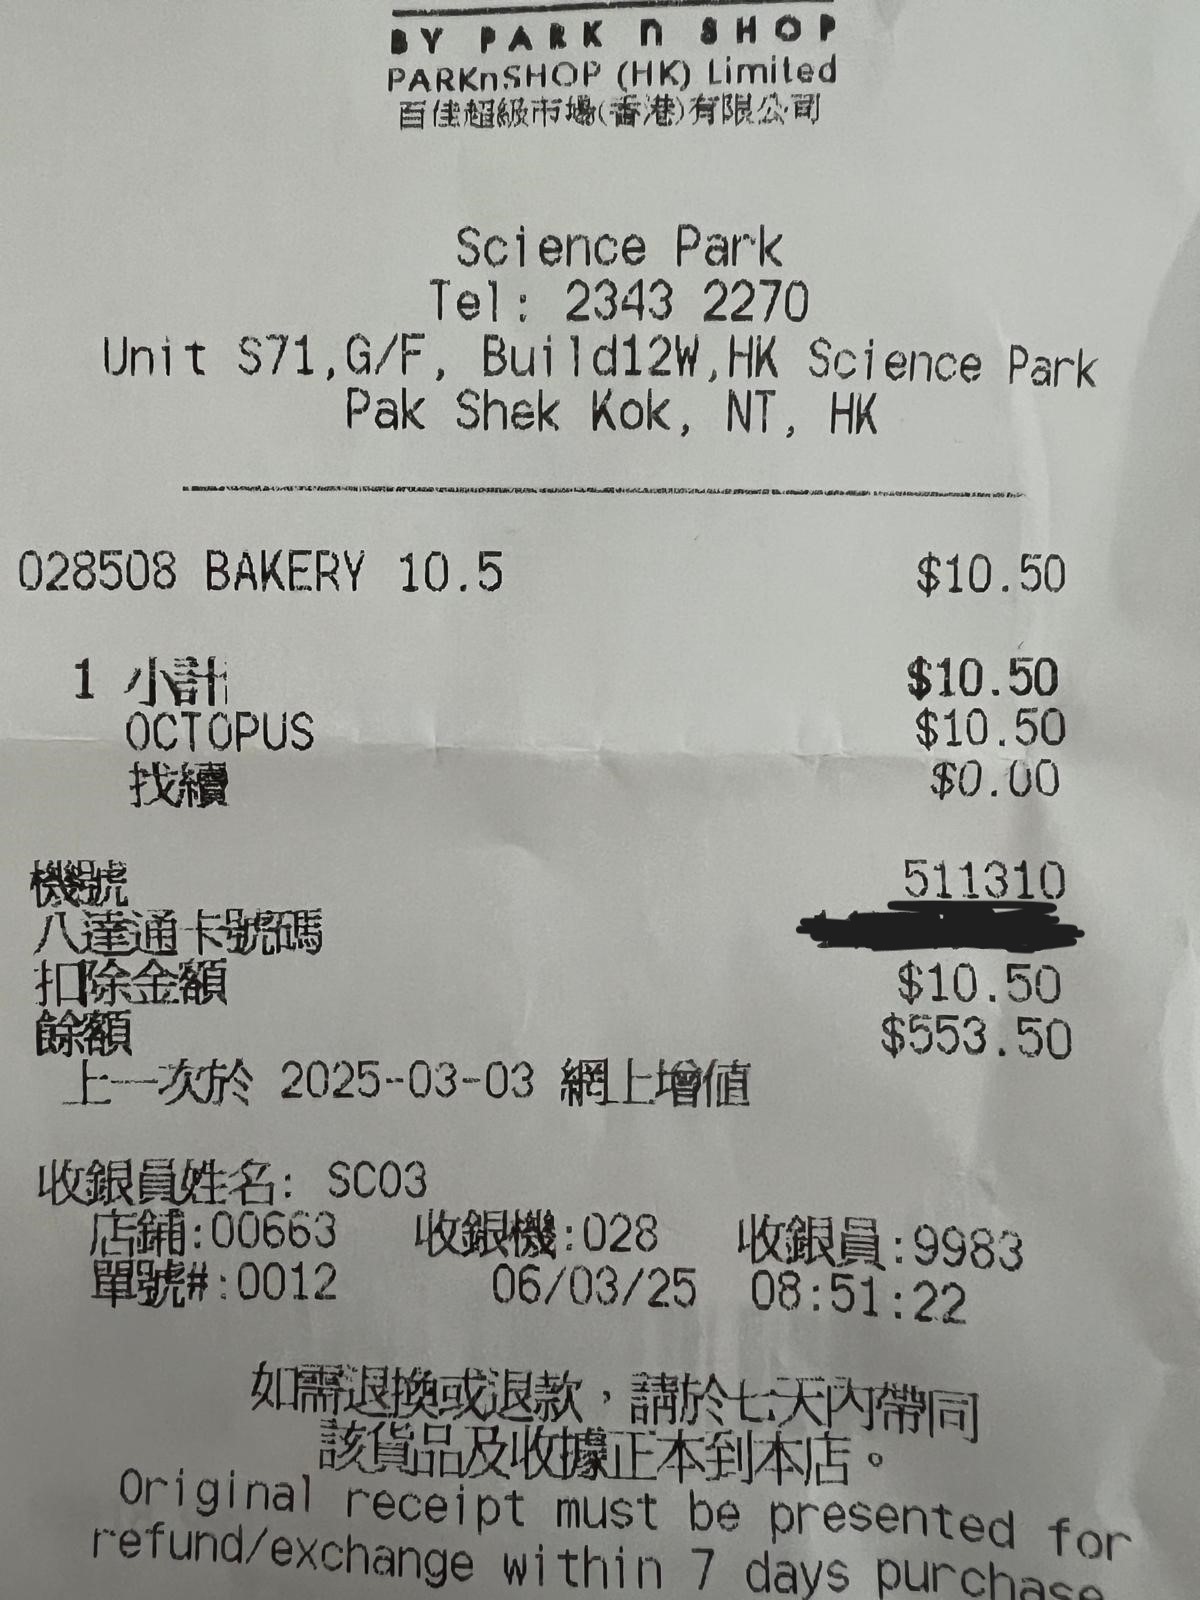 BY PARK n SHOP
PARKnSHOP (HK) Limited
百佳超級市場(香港)有限公司
Science Park
Tel: 2343 2270
Unit S71,G/F, Build12W,HK Science Park
Pak Shek Kok, NT, HK
028508 BAKERY 10.5 $10.50
1 小計 $10.50
OCTOPUS $10.50
找續 $0.00
機號 511310
八達通卡號碼
扣除金額 $10.50
餘額 $553.50
上一次於 2025-03-03 網上增值
收銀員姓名: SC03
店鋪:00663 收銀機:028 收銀員:9983
單號#:0012 06/03/25 08:51:22
如需退換或退款，請於七天內帶同
該貨品及收據正本到本店。
Original receipt must be presented for
refund/exchange within 7 days purchase